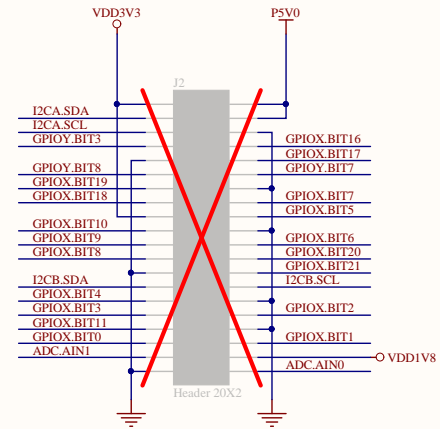 VDD3V3
P5V0
J2
I2CA.SDA
I2CA.SCL
GPIOY.BIT3
GPIOX.BIT16
GPIOX.BIT17
GPIOY.BIT8
GPIOY.BIT7
GPIOX.BIT19
GPIOX.BIT18
GPIOX.BIT7
GPIOX.BIT5
GPIOX.BIT10
GPIOX.BIT9
GPIOX.BIT6
GPIOX.BIT8
GPIOX.BIT20
GPIOX.BIT21
I2CB.SDA
I2CB.SCL
GPIOX.BIT4
GPIOX.BIT3
GPIOX.BIT2
GPIOX.BIT11
GPIOX.BIT0
GPIOX.BIT1
ADC.AIN1
VDD1V8
ADC.AIN0
Header 20X2